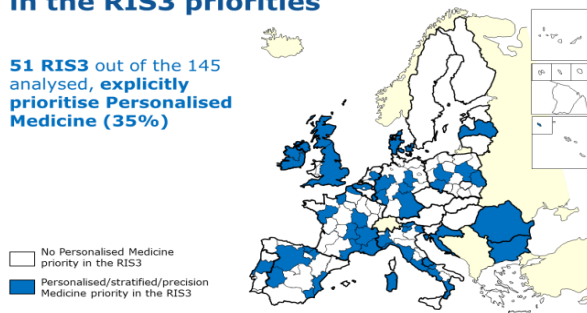 in the RIS3 priorities
51 RIS3 out of the 145
analysed, explicitly
prioritise Personalised
Medicine (35%)
No Personalised Medicine
priority in the RIS3
Personalised/stratified/precision
Medicine priority in the RIS3